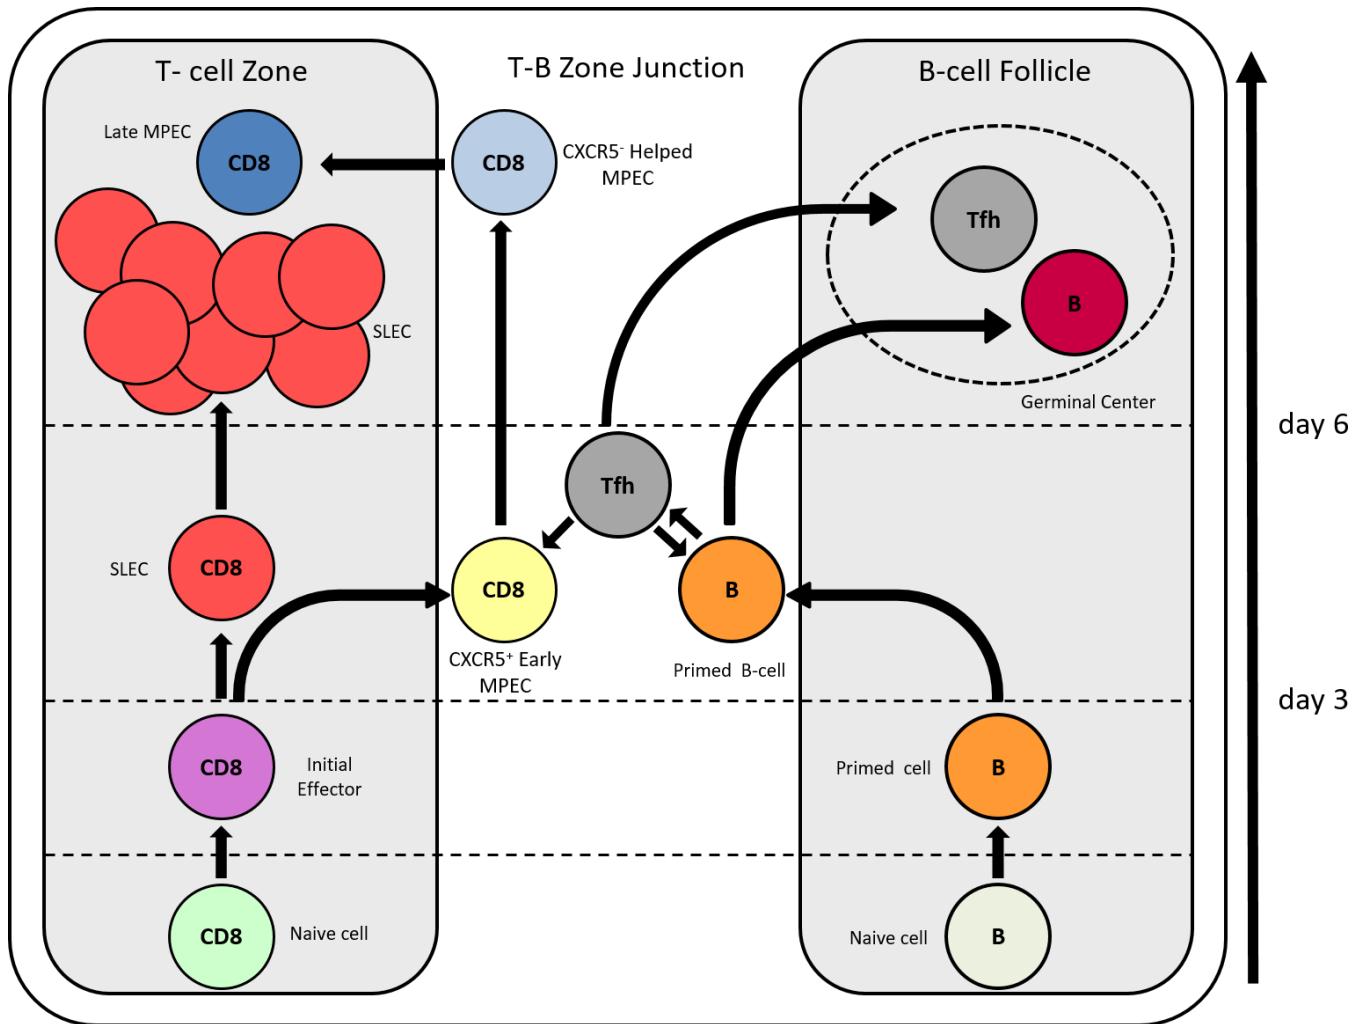 T- cell Zone
T-B Zone Junction
B-cell Follicle
Late MPEC
CD8
CD8
CXCR5⁻ Helped
MPEC
Tfh
B
SLEC
Germinal Center
day 6
Tfh
SLEC
CD8
CD8
B
CXCR5⁺ Early
MPEC
Primed B-cell
day 3
CD8
Initial
Effector
Primed cell
B
CD8
Naive cell
Naive cell
B